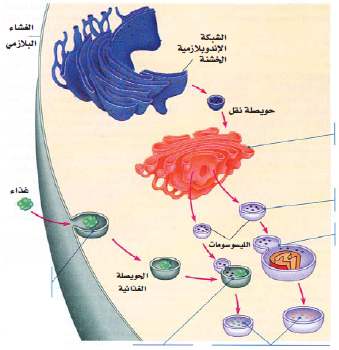 الغشاء
البلازمي
الشبكة
الإندوبلازمية
الخشنة
حويصلة نقل
غذاء
الليسوسومات
الحويصلة
الغذائية